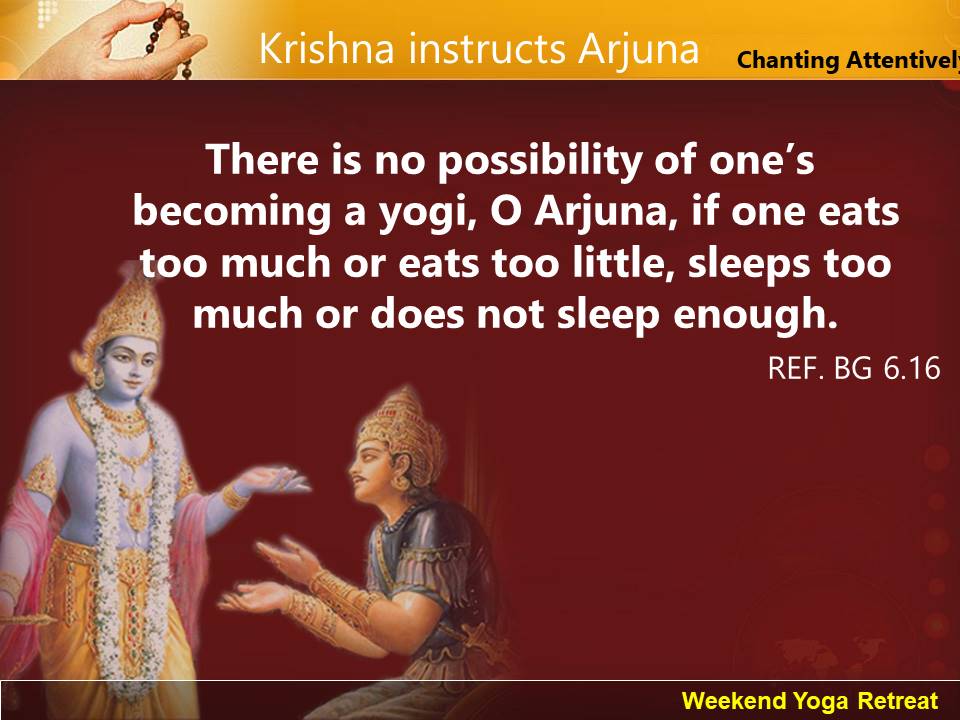 Krishna instructs Arjuna
Chanting Attentively
There is no possibility of one’s
becoming a yogi, O Arjuna, if one eats
too much or eats too little, sleeps too
much or does not sleep enough.
REF. BG 6.16
Weekend Yoga Retreat